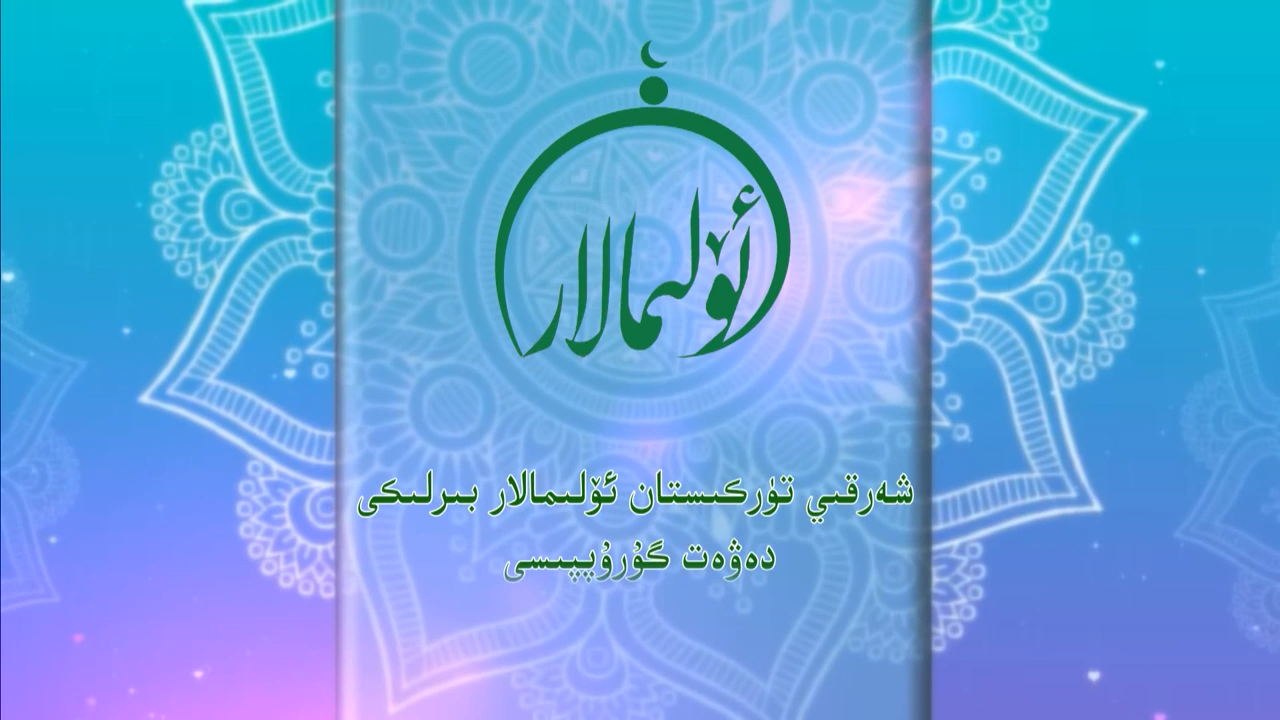 ئۆلىمالار
شەرقىي تۈركىستان ئۆلىمالار بىرلىكى
دەۋەت گۇرۇپپىسى